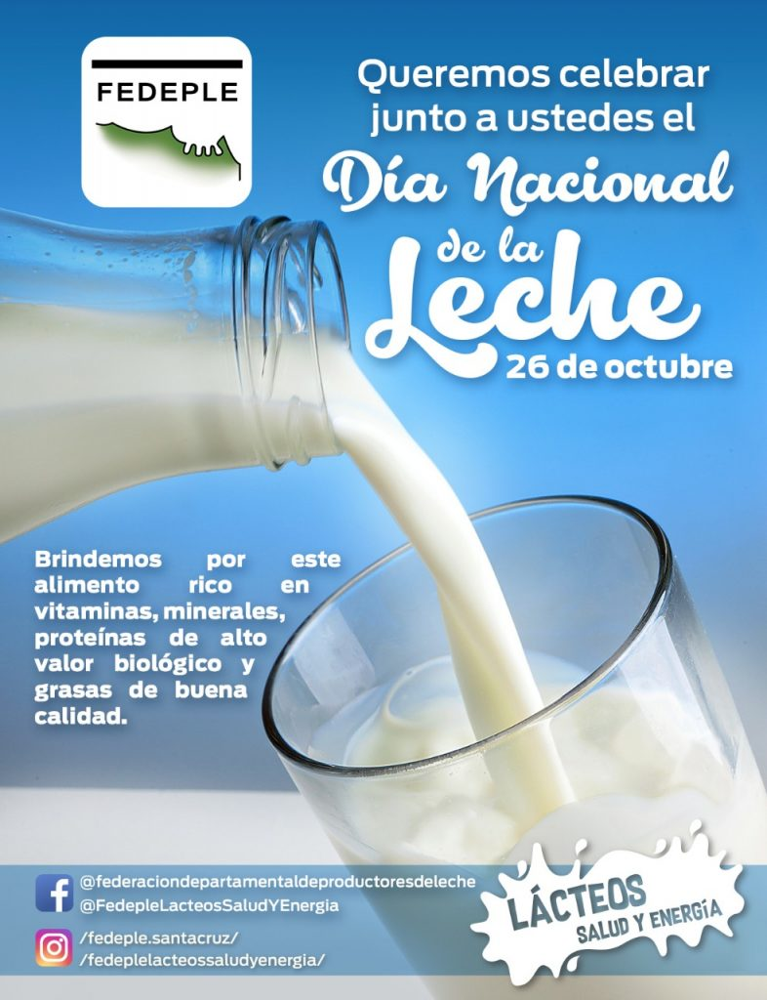 FEDEPLE
Queremos celebrar
junto a ustedes el
Día Nacional
de la
Leche
26 de octubre
Brindemos por este
alimento rico en
vitaminas, minerales,
proteínas de alto
valor biológico y
grasas de buena
calidad.
@federaciondepartamentaldeproductoresdeleche
@FedepleLacteosSaludYEnergia
/fedeple.santacruz/
/fedeplelacteossaludyenergia/
LÁCTEOS
SALUD Y ENERGÍA